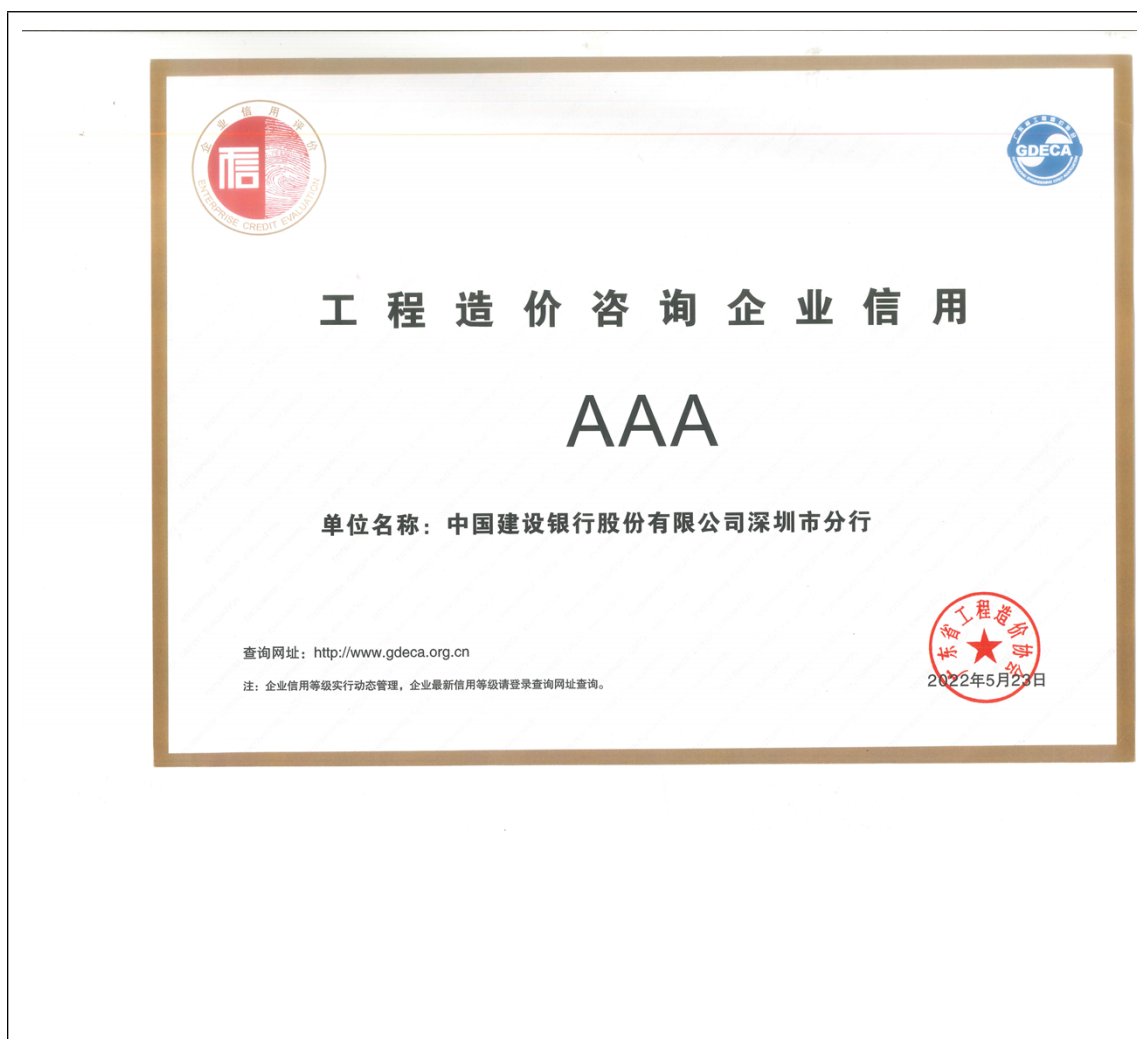 企业信用评价
信
ENTERPRISE CREDIT EVALUATION
GDECA
工程造价咨询企业信用
AAA
单位名称：中国建设银行股份有限公司深圳市分行
查询网址：http://www.gdeca.org.cn
注：企业信用等级实行动态管理，企业最新信用等级请登录查询网址查询。
广东省工程造价协会
2022年5月23日